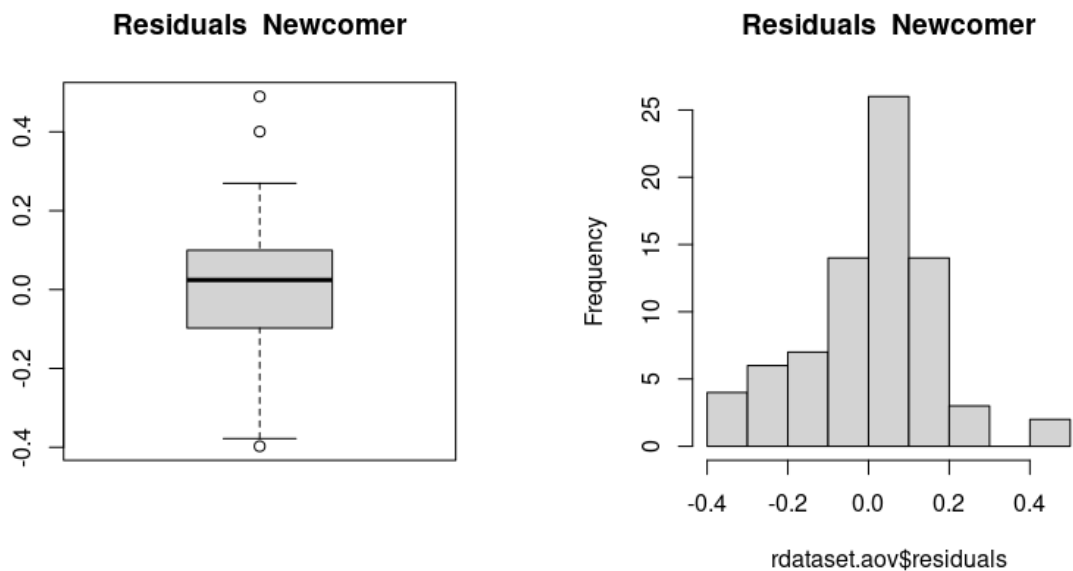 Residuals  Newcomer
0.4
0.2
0.0
-0.2
-0.4
Residuals  Newcomer
Frequency
25
20
15
10
5
0
-0.4 -0.2 0.0 0.2 0.4
rdataset.aov$residuals